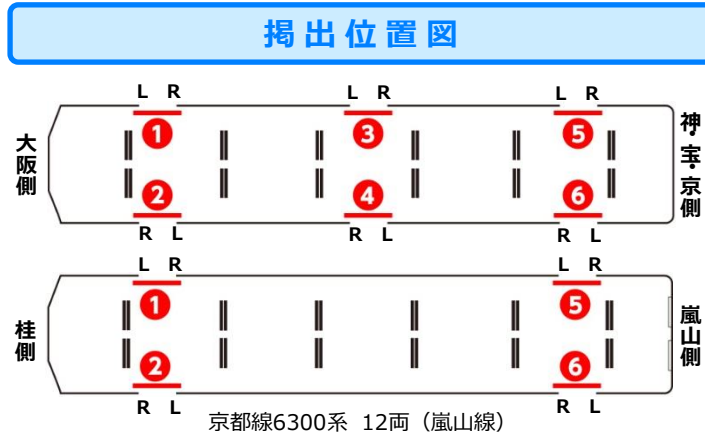 掲出位置図
L R L R L R
大阪側
1 3 5
神・宝・京側
2 4 6
R L R L R L
L R L R
桂側
1 5
嵐山側
2 6
R L R L
京都線6300系 12両（嵐山線）